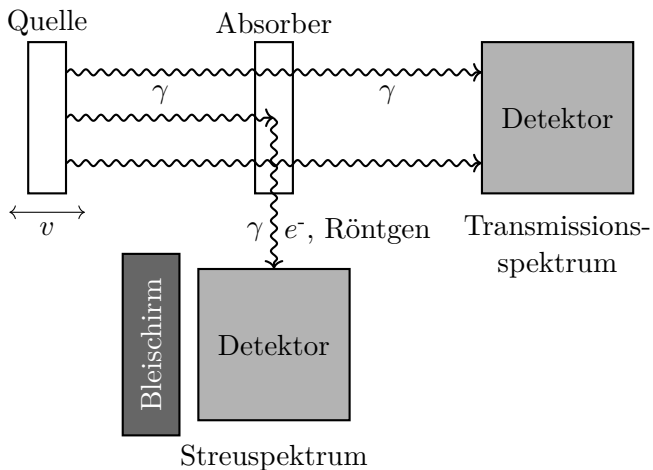 Quelle
Absorber
γ
γ
Detektor
v
γ
e-, Röntgen
Transmissions-
spektrum
Bleischirm
Detektor
Streuspektrum